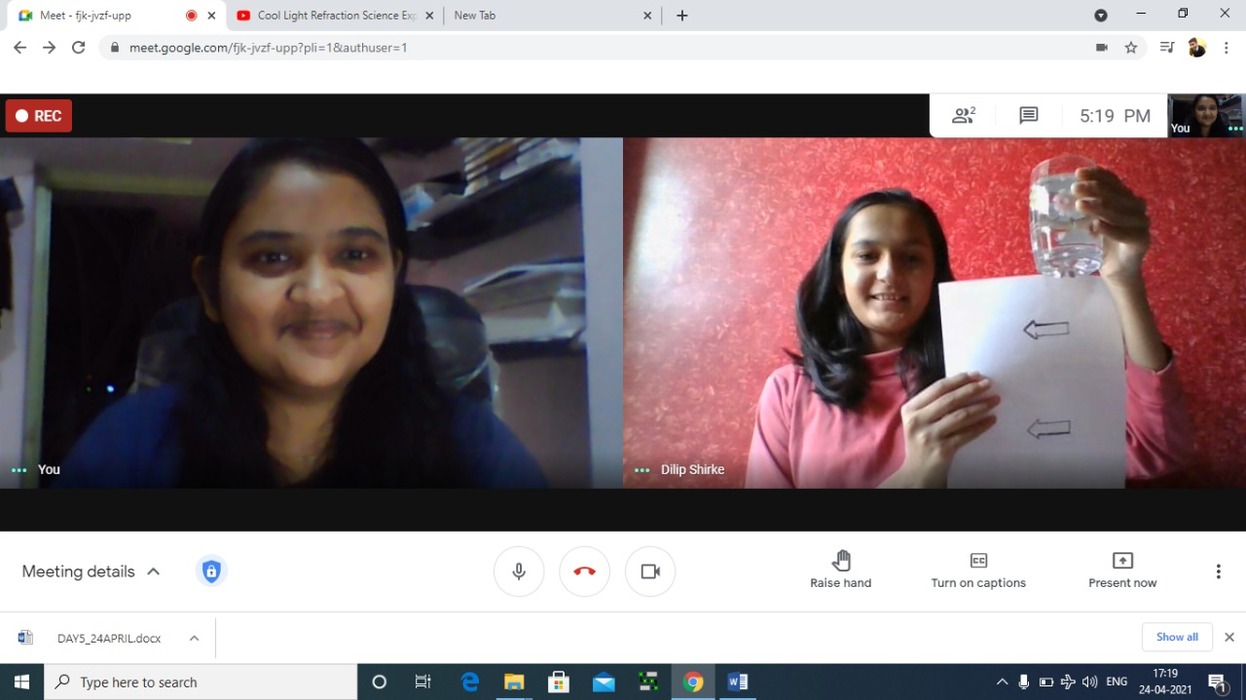 Meet - fjk-jvzf-upp
Cool Light Refraction Science Exp
New Tab
meet.google.com/fjk-jvzf-upp?pli=1&authuser=1
REC
2
5:19 PM
You
You
Dilip Shirke
Meeting details
Raise hand
Turn on captions
Present now
DAY5_24APRIL.docx
Show all
Type here to search
ENG
17:19
24-04-2021
1